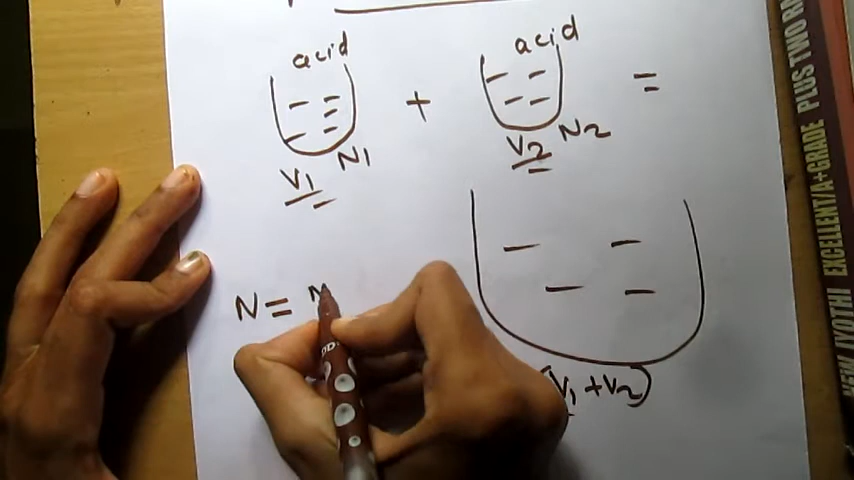 acid acid
+ =
N1 N2
V1 V2
N = N
(V1 + V2)
NEW JYOTHI EXCELLENT/A+GRADE PLUS TWO